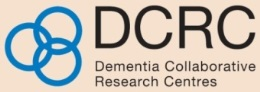 DCRC
Dementia Collaborative
Research Centres